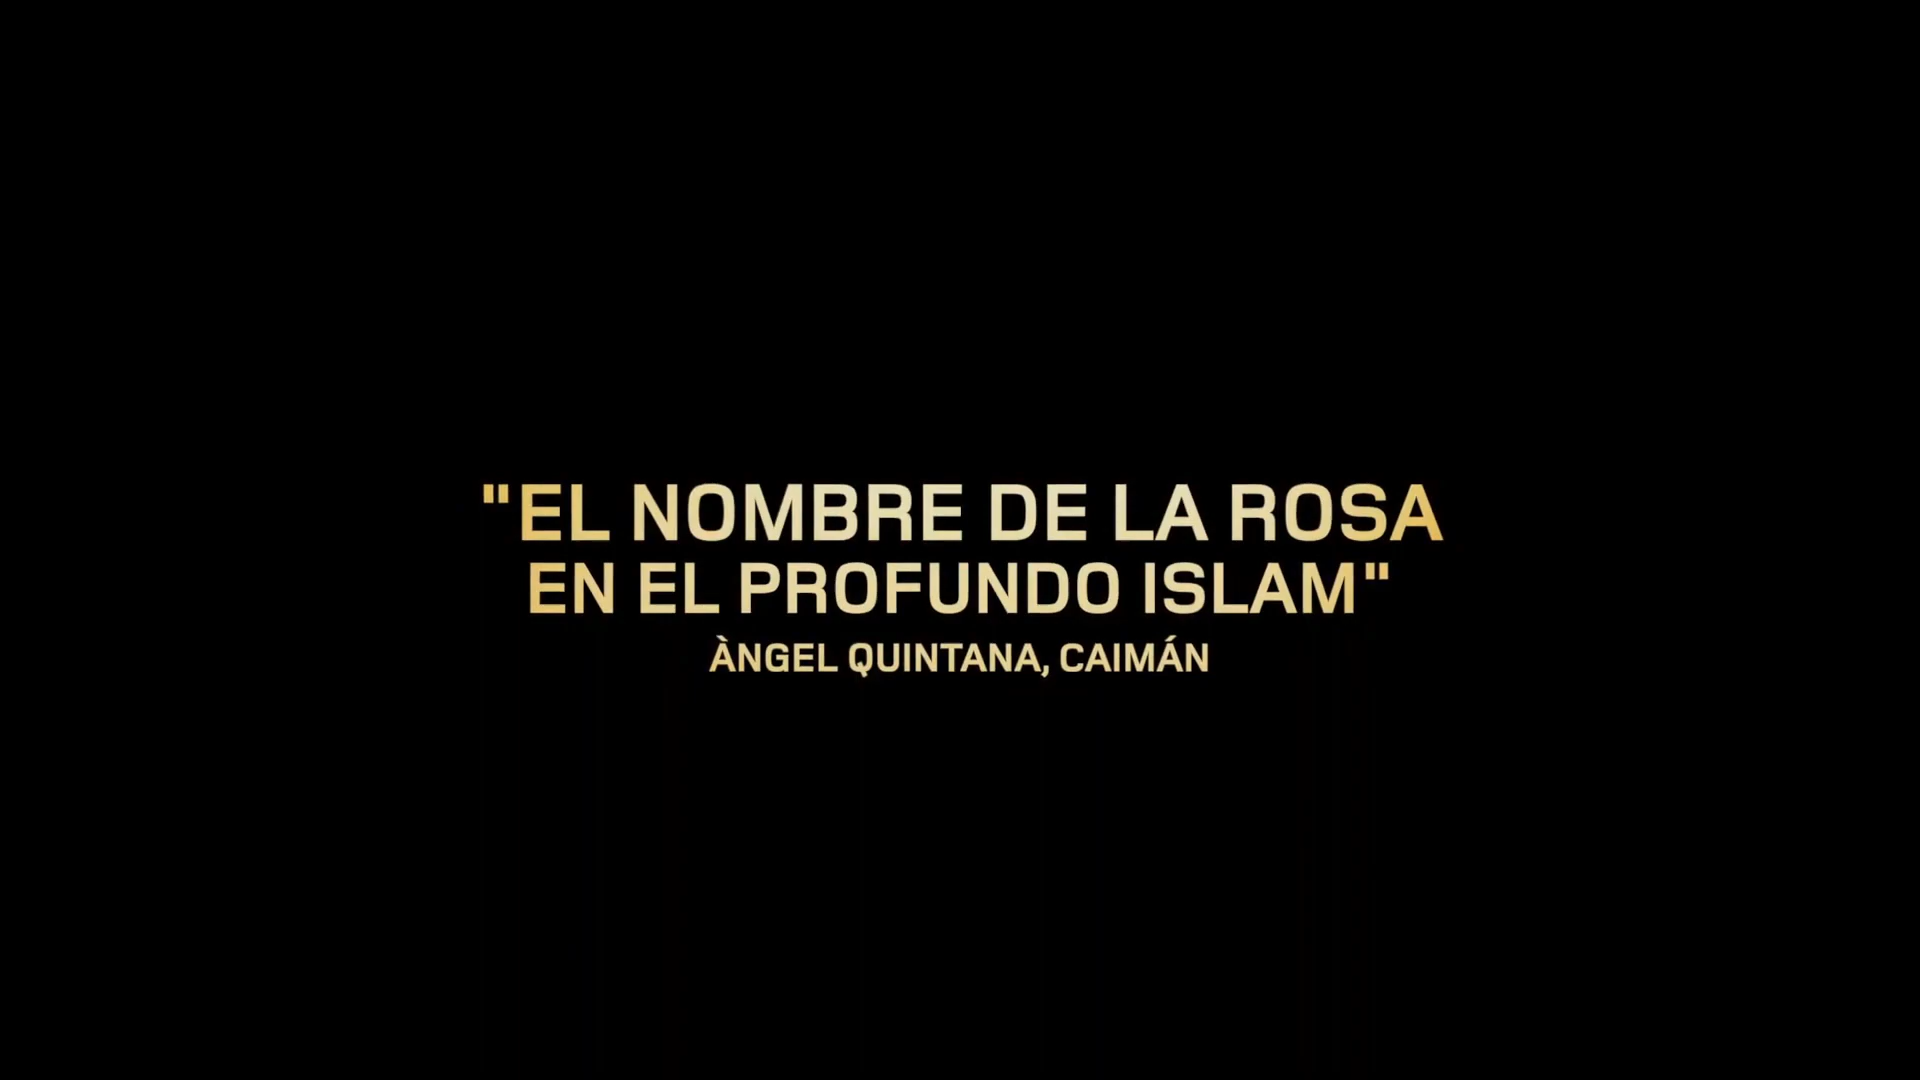 "EL NOMBRE DE LA ROSA
EN EL PROFUNDO ISLAM"
ÀNGEL QUINTANA, CAIMÁN